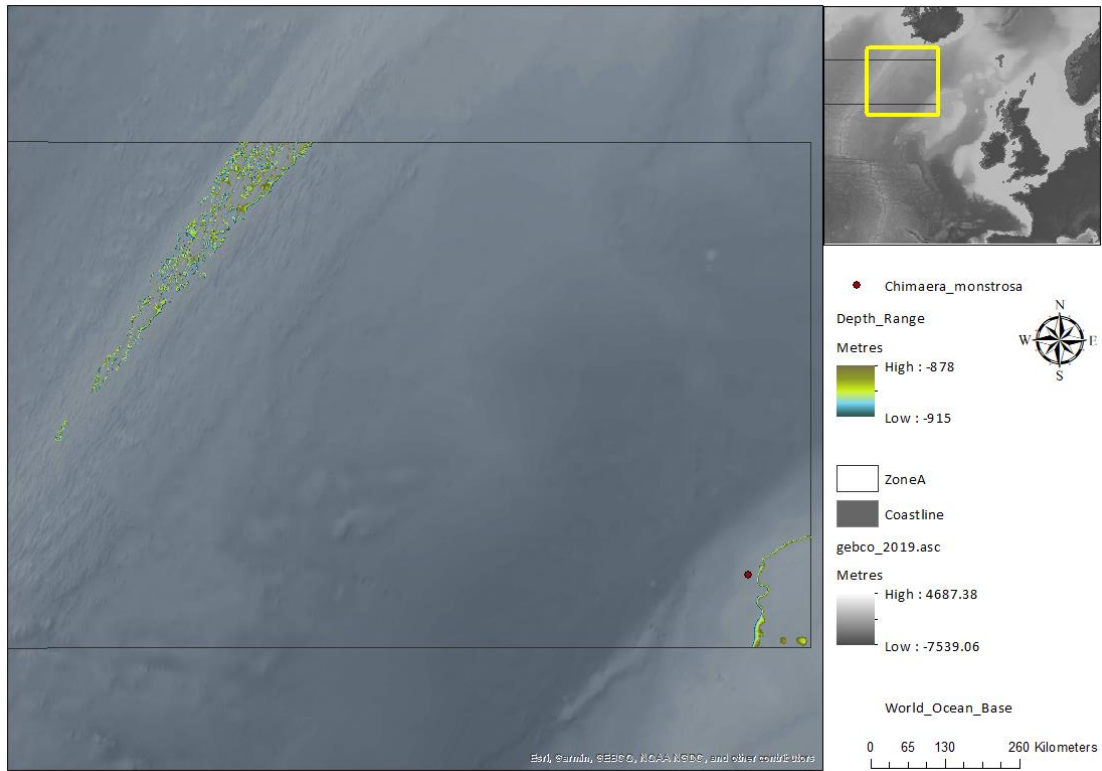 Chimaera_monstrosa
Depth_Range
Metres
High : -878
Low : -915
N
W E
S
ZoneA
Coastline
gebco_2019.asc
Metres
High : 4687.38
Low : -7539.06
World_Ocean_Base
0 65 130 260 Kilometers
Esri, Garmin, GEBCO, NOAA NGDC, and other contributors